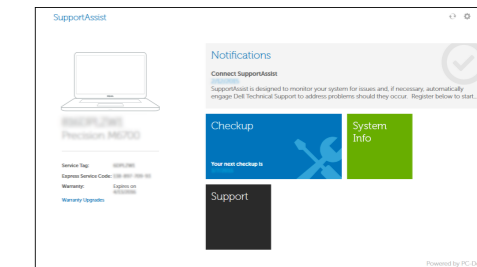 SupportAssist
Notifications
Connect SupportAssist
SupportAssist is designed to monitor your system for issues and, if necessary, automatically
engage Dell Technical Support to address problems should they occur. Register below to start..
Precision M6700
Checkup
System
Info
Your next checkup is
Service Tag:
Express Service Code:
Warranty: Expires on
Warranty Upgrades
Support
Powered by PC-D